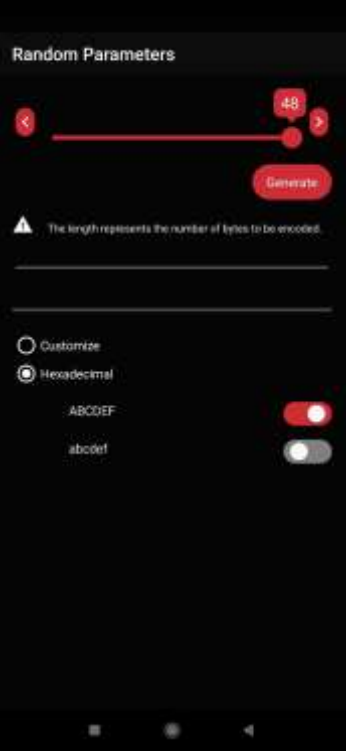 Random Parameters
48
Generate
The length represents the number of bytes to be encoded.
Customize
Hexadecimal
ABCDEF
abcdef